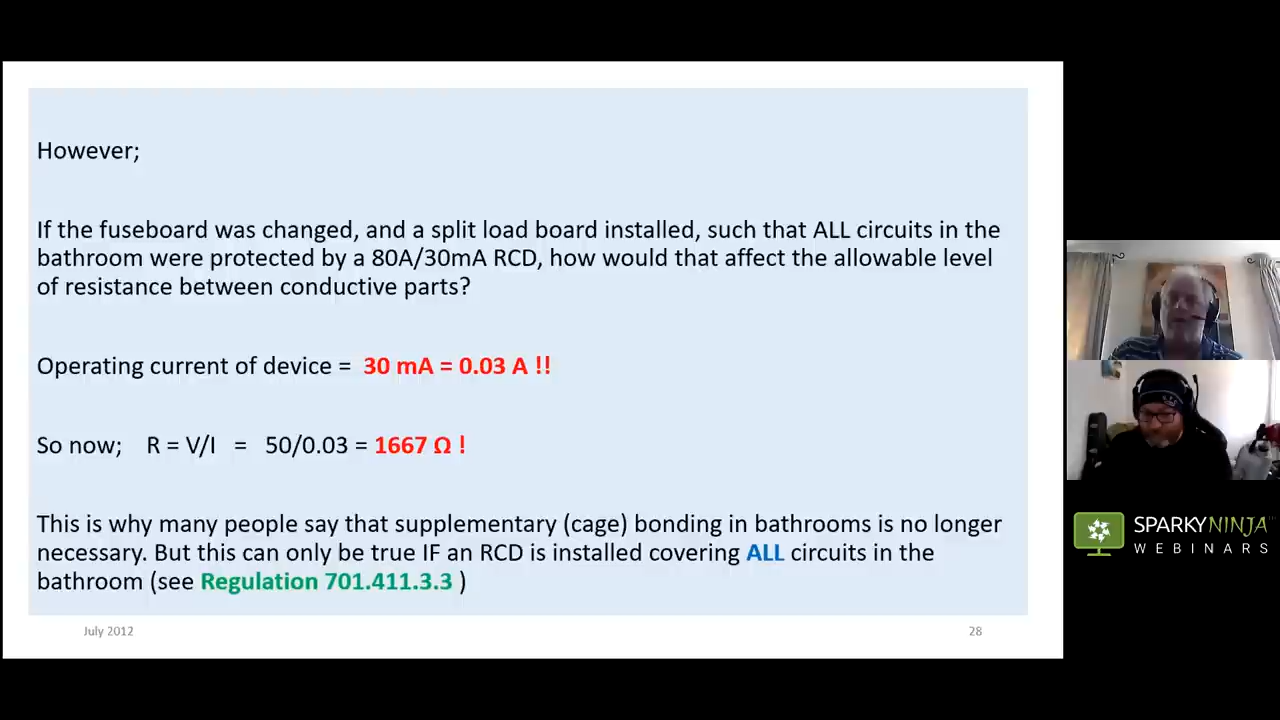 However;
If the fuseboard was changed, and a split load board installed, such that ALL circuits in the
bathroom were protected by a 80A/30mA RCD, how would that affect the allowable level
of resistance between conductive parts?
Operating current of device = 30 mA = 0.03 A !!
So now; R = V/I = 50/0.03 = 1667 Ω !
This is why many people say that supplementary (cage) bonding in bathrooms is no longer
necessary. But this can only be true IF an RCD is installed covering ALL circuits in the
bathroom (see Regulation 701.411.3.3 )
July 2012
28
SPARKYNINJA
WEBINARS